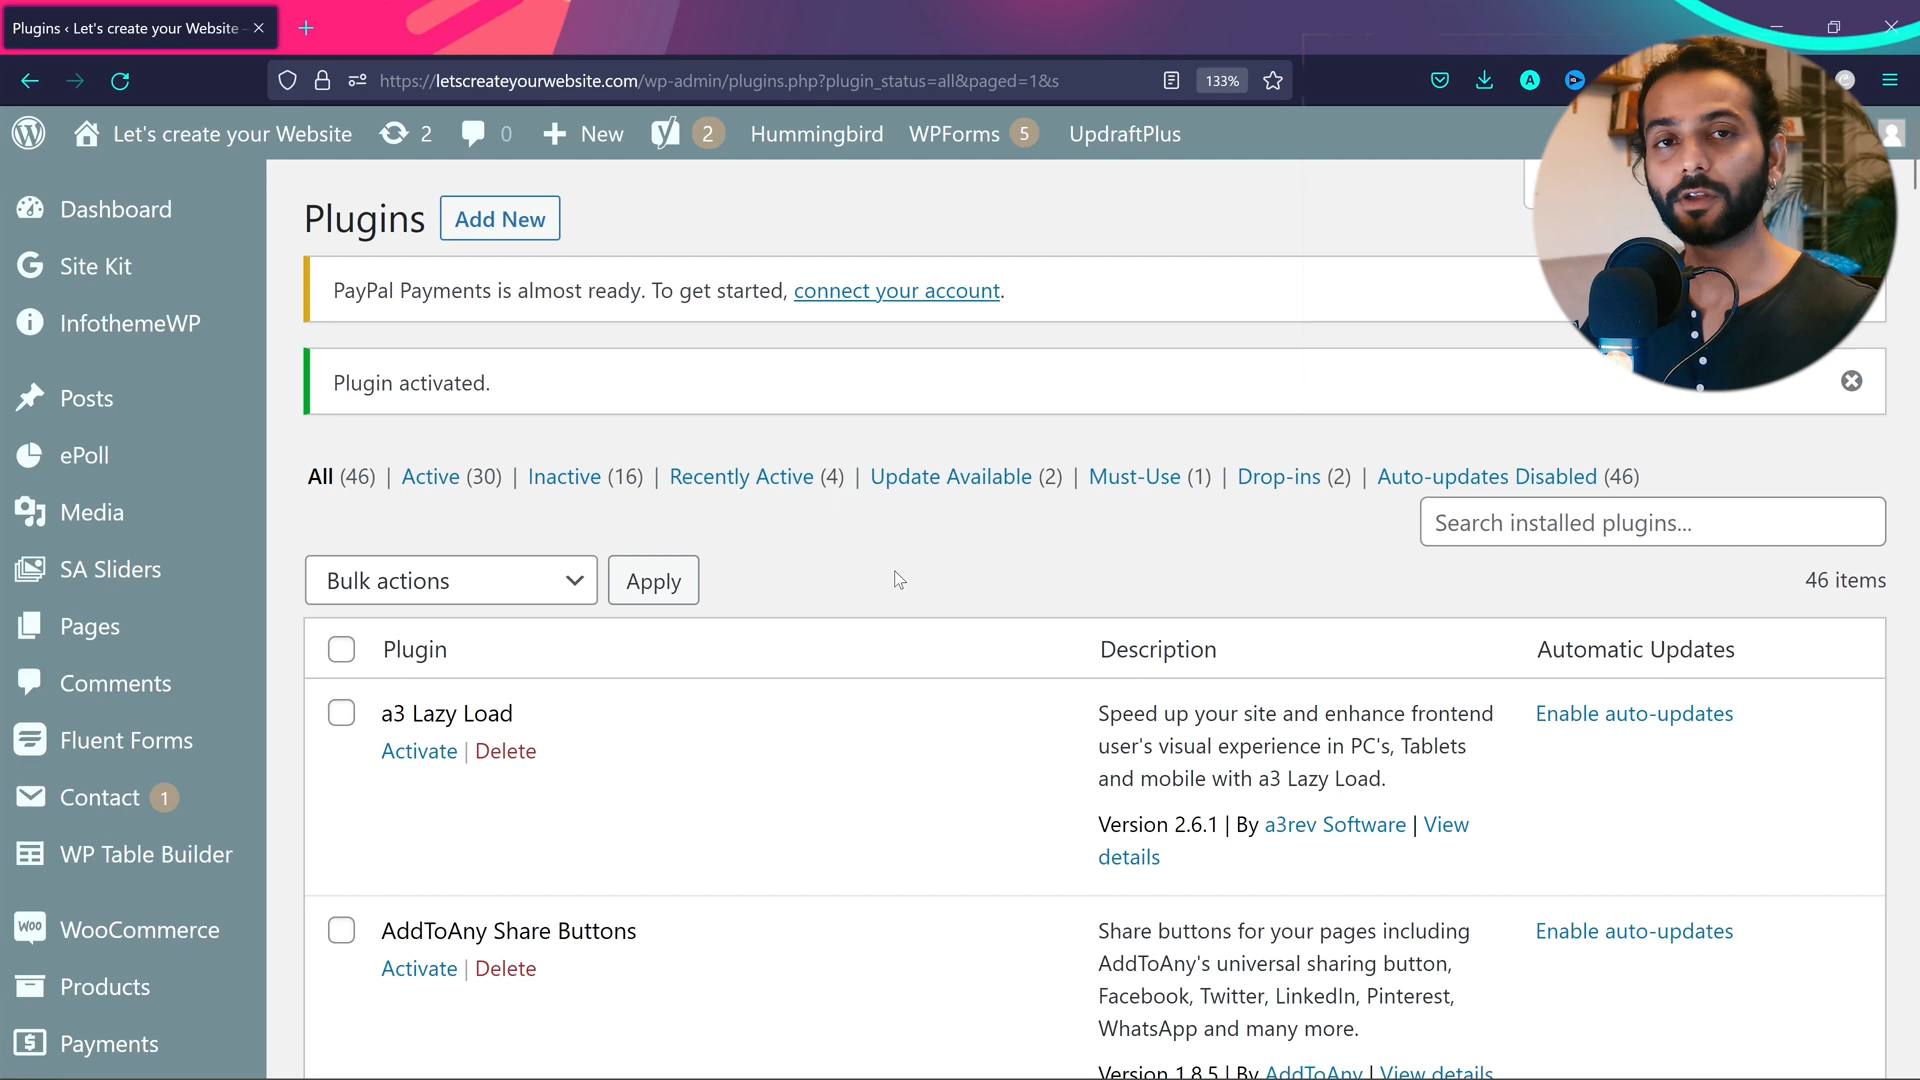 Plugins ‹ Let's create your Website
https://letscreateyourwebsite.com/wp-admin/plugins.php?plugin_status=all&paged=1&s
133%
Let's create your Website
2
0
New
2
Hummingbird
WPForms
5
UpdraftPlus
Dashboard
Site Kit
InfothemeWP
Posts
ePoll
Media
SA Sliders
Pages
Comments
Fluent Forms
Contact 1
WP Table Builder
WooCommerce
Products
Payments
Plugins
Add New
PayPal Payments is almost ready. To get started, connect your account.
Plugin activated.
All (46) | Active (30) | Inactive (16) | Recently Active (4) | Update Available (2) | Must-Use (1) | Drop-ins (2) | Auto-updates Disabled (46)
Search installed plugins...
Bulk actions
Apply
46 items
Plugin
Description
Automatic Updates
a3 Lazy Load
Activate | Delete
Speed up your site and enhance frontend
user's visual experience in PC's, Tablets
and mobile with a3 Lazy Load.
Version 2.6.1 | By a3rev Software | View
details
Enable auto-updates
AddToAny Share Buttons
Activate | Delete
Share buttons for your pages including
AddToAny's universal sharing button,
Facebook, Twitter, LinkedIn, Pinterest,
WhatsApp and many more.
Version 1.8.5 | By AddToAny | View details
Enable auto-updates